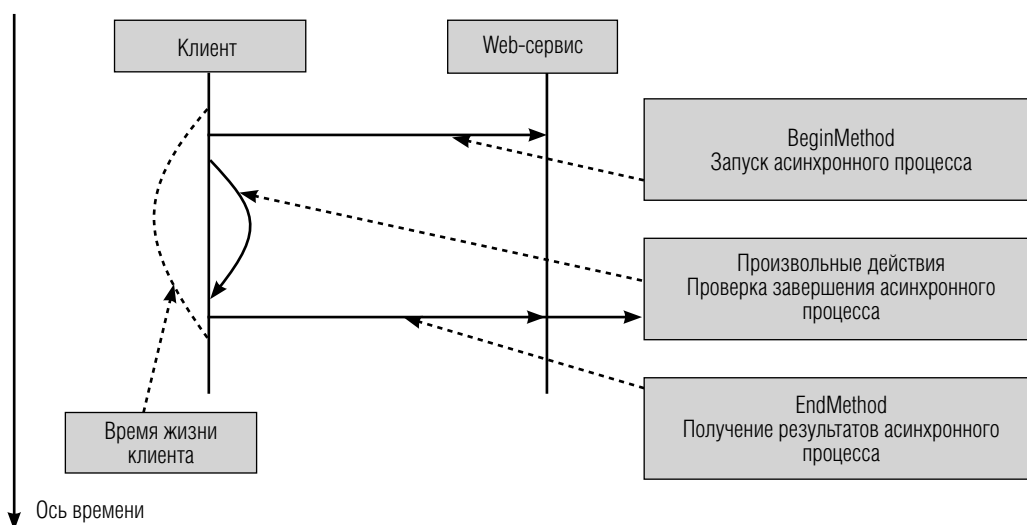 Клиент
Web-сервис
BeginMethod
Запуск асинхронного процесса
Произвольные действия
Проверка завершения асинхронного
процесса
EndMethod
Получение результатов асинхронного
процесса
Время жизни
клиента
Ось времени